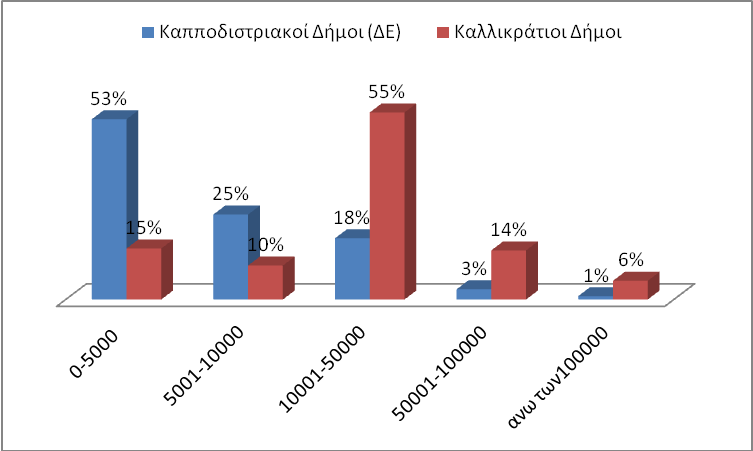 Καπποδιστριακοί Δήμοι (ΔΕ) Καλλικράτιοι Δήμοι
53% 15% 25% 10% 18% 55% 3% 14% 1% 6%
0-5000 5001-10000 10001-50000 50001-100000 ανω των100000